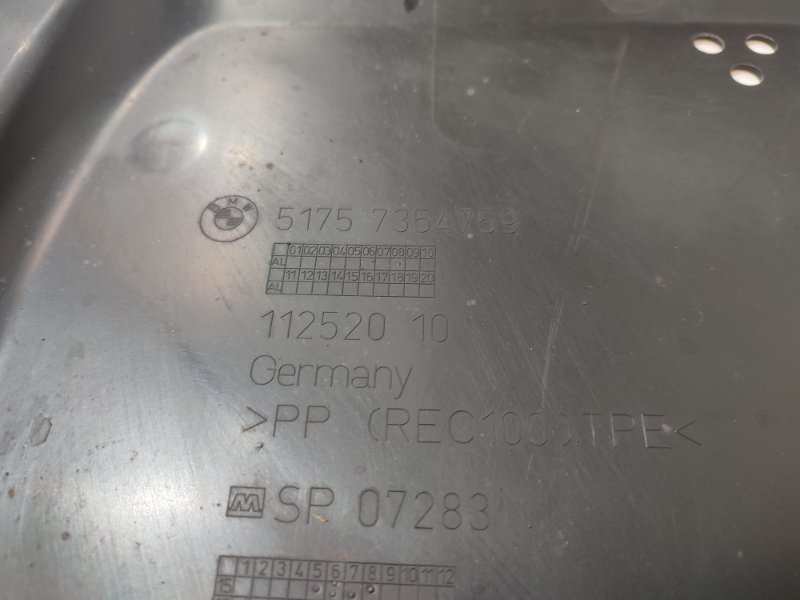 BMW 5175 7354759
01 02 03 04 05 06 07 08 09 10
AL
11 12 13 14 15 16 17 18 19 20
AL
112520 10
Germany
>PP (REC100),TPE<
M SP 07283
1 2 3 4 5 6 7 8 9 10 11 12
15